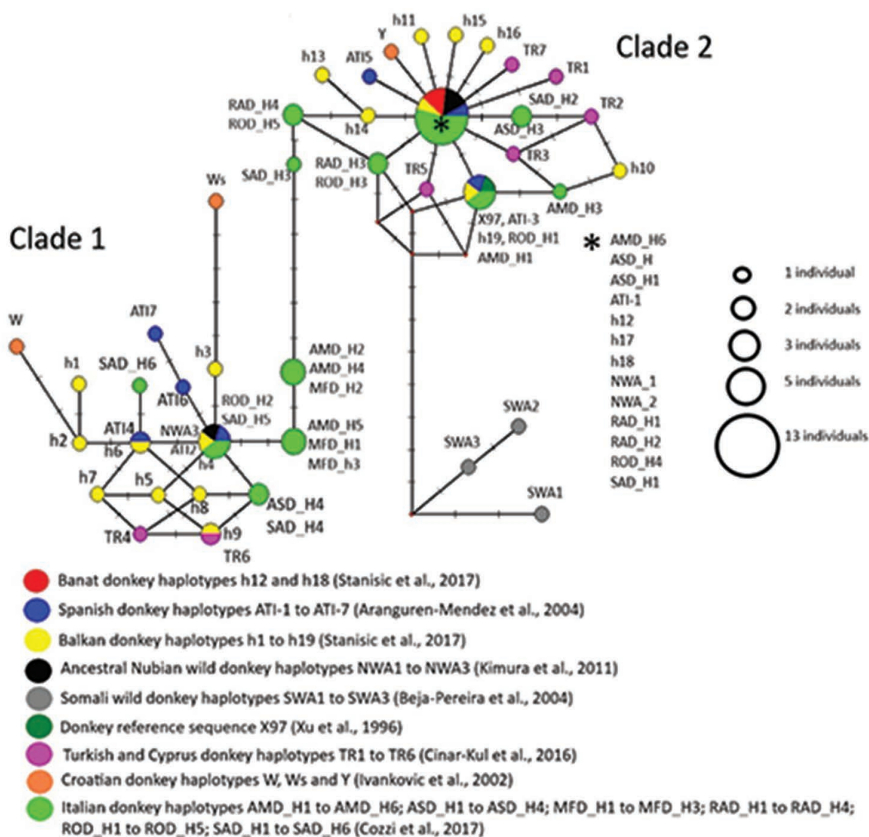 Clade 2
h11
h15
h16
Y
TR7
TR1
h13
ATI5
SAD_H2
TR2
RAD_H4
ROD_H5
h14
*
ASD_H3
TR3
h10
SAD_H3
RAD_H3
ROD_H3
TR5
AMD_H3
X97, ATI-3
h19, ROD_H1
AMD_H1
Clade 1
Ws
W
ATI7
h1
SAD_H6
h3
ATI6
ROD_H2
SAD_H5
AMD_H2
AMD_H4
MFD_H2
h2
ATI4
h6
NWA3
ATI2
h4
AMD_H5
MFD_H1
MFD_h3
h7
h5
h8
ASD_H4
SAD_H4
TR4
h9
TR6
SWA2
SWA3
SWA1
* AMD_H6
ASD_H
ASD_H1
ATI-1
h12
h17
h18
NWA_1
NWA_2
RAD_H1
RAD_H2
ROD_H4
SAD_H1
1 individual
2 individuals
3 individuals
5 individuals
13 individuals
Banat donkey haplotypes h12 and h18 (Stanisic et al., 2017)
Spanish donkey haplotypes ATI-1 to ATI-7 (Aranguren-Mendez et al., 2004)
Balkan donkey haplotypes h1 to h19 (Stanisic et al., 2017)
Ancestral Nubian wild donkey haplotypes NWA1 to NWA3 (Kimura et al., 2011)
Somali wild donkey haplotypes SWA1 to SWA3 (Beja-Pereira et al., 2004)
Donkey reference sequence X97 (Xu et al., 1996)
Turkish and Cyprus donkey haplotypes TR1 to TR6 (Cinar-Kul et al., 2016)
Croatian donkey haplotypes W, Ws and Y (Ivankovic et al., 2002)
Italian donkey haplotypes AMD_H1 to AMD_H6; ASD_H1 to ASD_H4; MFD_H1 to MFD_H3; RAD_H1 to RAD_H4;
ROD_H1 to ROD_H5; SAD_H1 to SAD_H6 (Cozzi et al., 2017)